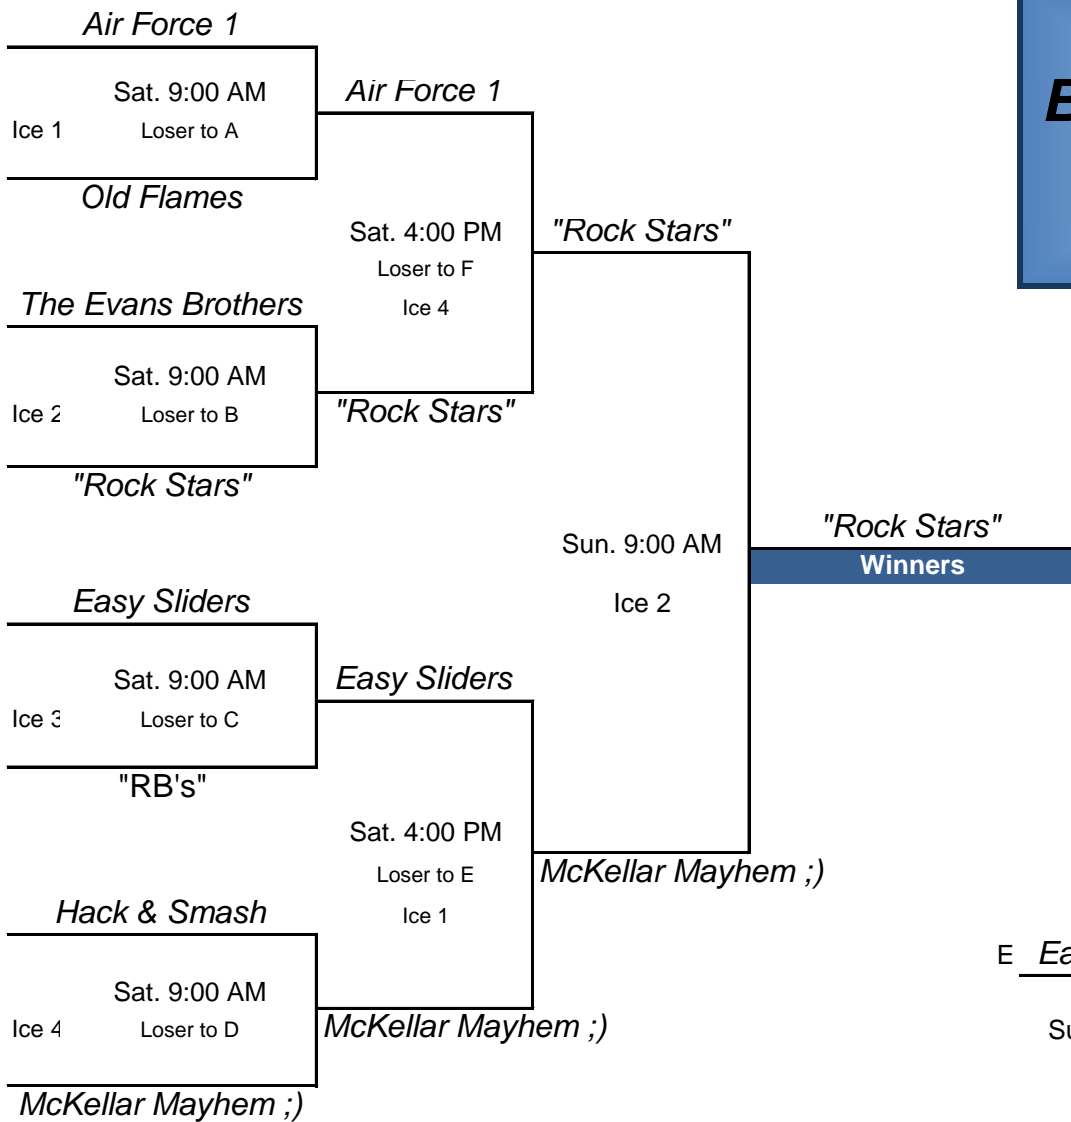 Air Force 1
Sat. 9:00 AM
Ice 1 Loser to A
Old Flames
Air Force 1
Sat. 4:00 PM
Loser to F
Ice 4
"Rock Stars"
The Evans Brothers
Sat. 9:00 AM
Ice 2 Loser to B
"Rock Stars"
"Rock Stars"
Sun. 9:00 AM
Ice 2
"Rock Stars"
Winners
Easy Sliders
Sat. 9:00 AM
Ice 3 Loser to C
"RB's"
Easy Sliders
Sat. 4:00 PM
Loser to E
Ice 1
McKellar Mayhem ;)
Hack & Smash
Sat. 9:00 AM
Ice 4 Loser to D
McKellar Mayhem ;)
McKellar Mayhem ;)
E